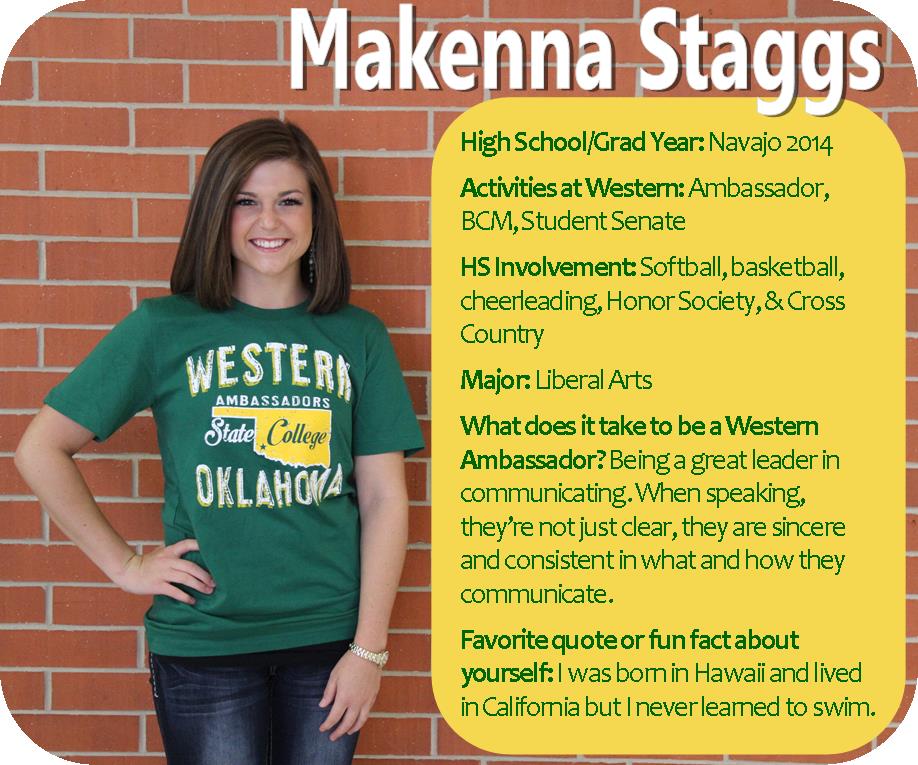 Makenna Staggs
High School/Grad Year: Navajo 2014
Activities at Western: Ambassador,
BCM, Student Senate
HS Involvement: Softball, basketball,
cheerleading, Honor Society, & Cross
Country
Major: Liberal Arts
What does it take to be a Western
Ambassador? Being a great leader in
communicating. When speaking,
they're not just clear, they are sincere
and consistent in what and how they
communicate.
Favorite quote or fun fact about
yourself: I was born in Hawaii and lived
in California but I never learned to swim.
WESTERN
AMBASSADORS
State College
OKLAHOMA